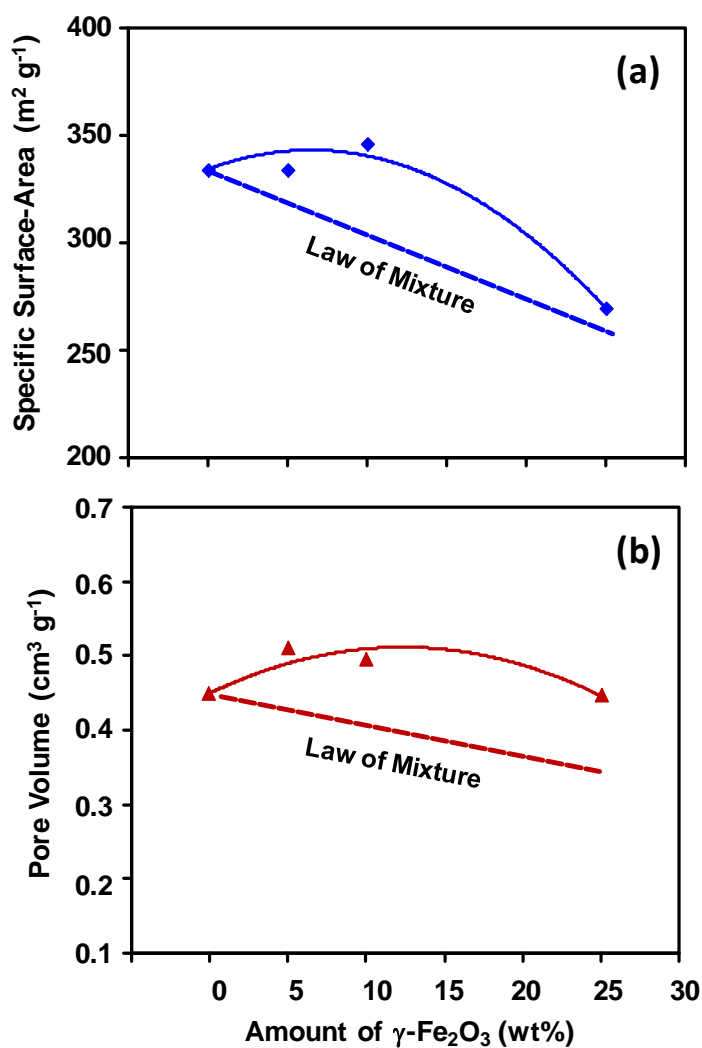 (a)
Specific Surface-Area (m² g⁻¹)
400
350
300
250
200
Law of Mixture
(b)
Pore Volume (cm³ g⁻¹)
0.7
0.6
0.5
0.4
0.3
0.2
0.1
Law of Mixture
0 5 10 15 20 25 30
Amount of γ-Fe₂O₃ (wt%)